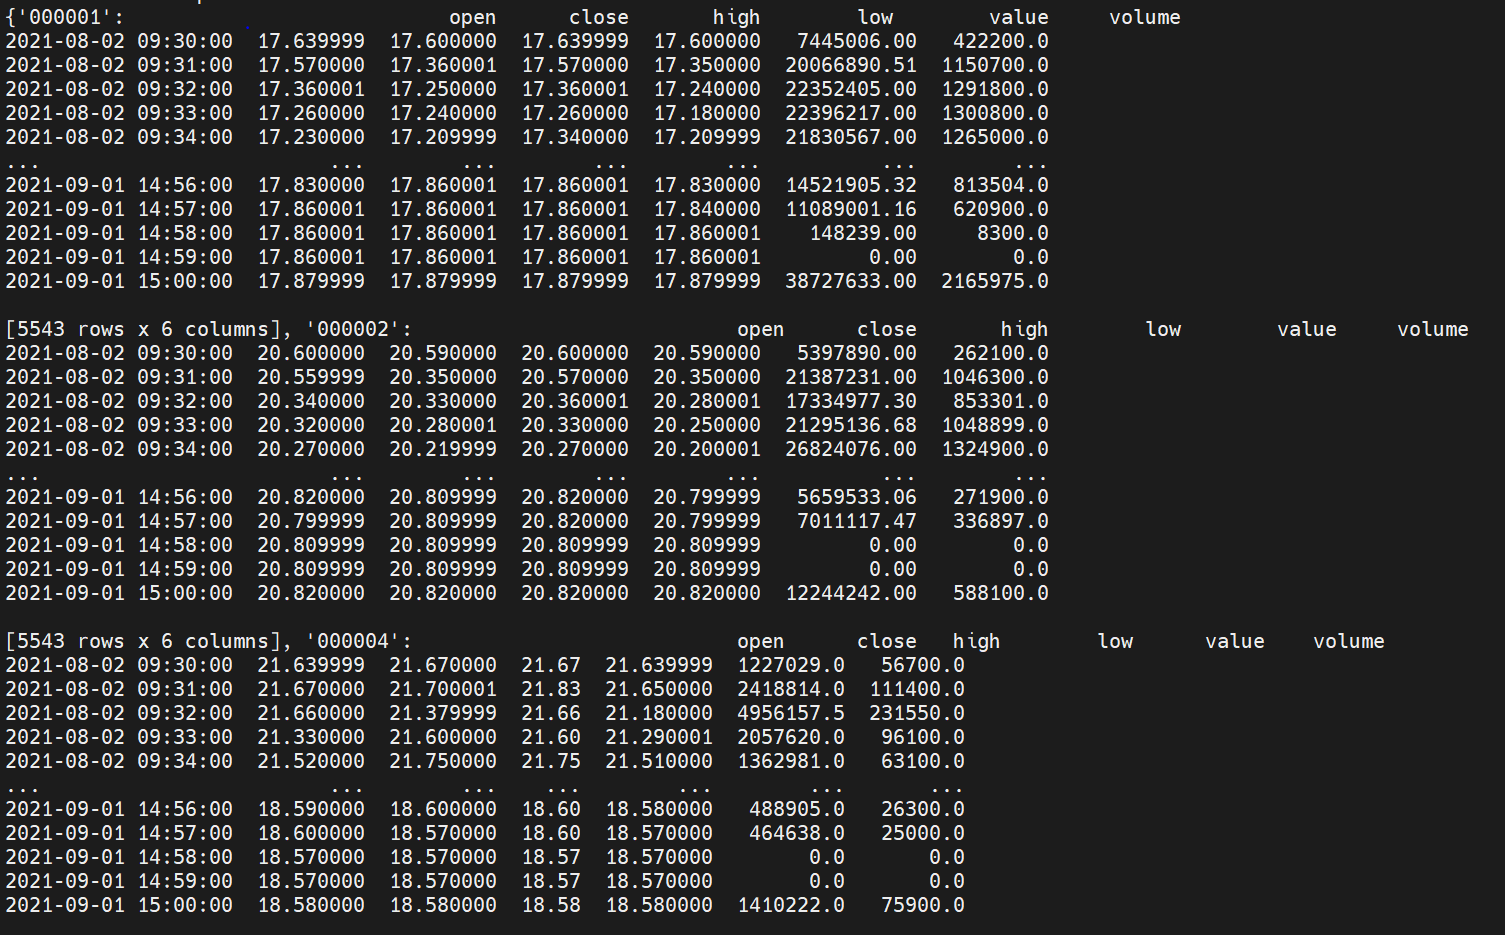 {'000001':                           open      close       high        low        value     volume
2021-08-02 09:30:00  17.639999  17.600000  17.639999  17.600000   7445006.00   422200.0
2021-08-02 09:31:00  17.570000  17.360001  17.570000  17.350000  20066890.51  1150700.0
2021-08-02 09:32:00  17.360001  17.250000  17.360001  17.240000  22352405.00  1291800.0
2021-08-02 09:33:00  17.260000  17.240000  17.260000  17.180000  22396217.00  1300800.0
2021-08-02 09:34:00  17.230000  17.209999  17.340000  17.209999  21830567.00  1265000.0
...                        ...        ...        ...        ...          ...        ...
2021-09-01 14:56:00  17.830000  17.860001  17.860001  17.830000  14521905.32   813504.0
2021-09-01 14:57:00  17.860001  17.860001  17.860001  17.840000  11089001.16   620900.0
2021-09-01 14:58:00  17.860001  17.860001  17.860001  17.860001    148239.00     8300.0
2021-09-01 14:59:00  17.860001  17.860001  17.860001  17.860001         0.00        0.0
2021-09-01 15:00:00  17.879999  17.879999  17.879999  17.879999  38727633.00  2165975.0
[5543 rows x 6 columns], '000002':                           open      close       high        low        value     volume
2021-08-02 09:30:00  20.600000  20.590000  20.600000  20.590000   5397890.00   262100.0
2021-08-02 09:31:00  20.559999  20.350000  20.570000  20.350000  21387231.00  1046300.0
2021-08-02 09:32:00  20.340000  20.330000  20.360001  20.280001  17334977.30   853301.0
2021-08-02 09:33:00  20.320000  20.280001  20.330000  20.250000  21295136.68  1048899.0
2021-08-02 09:34:00  20.270000  20.219999  20.270000  20.200001  26824076.00  1324900.0
...                        ...        ...        ...        ...          ...        ...
2021-09-01 14:56:00  20.820000  20.809999  20.820000  20.799999   5659533.06   271900.0
2021-09-01 14:57:00  20.799999  20.809999  20.820000  20.799999   7011117.47   336897.0
2021-09-01 14:58:00  20.809999  20.809999  20.809999  20.809999         0.00        0.0
2021-09-01 14:59:00  20.809999  20.809999  20.809999  20.809999         0.00        0.0
2021-09-01 15:00:00  20.820000  20.820000  20.820000  20.820000  12244242.00   588100.0
[5543 rows x 6 columns], '000004':                           open      close   high        low      value    volume
2021-08-02 09:30:00  21.639999  21.670000  21.67  21.639999  1227029.0   56700.0
2021-08-02 09:31:00  21.670000  21.700001  21.83  21.650000  2418814.0  111400.0
2021-08-02 09:32:00  21.660000  21.379999  21.66  21.180000  4956157.5  231550.0
2021-08-02 09:33:00  21.330000  21.600000  21.60  21.290001  2057620.0   96100.0
2021-08-02 09:34:00  21.520000  21.750000  21.75  21.510000  1362981.0   63100.0
...                        ...        ...    ...        ...        ...       ...
2021-09-01 14:56:00  18.590000  18.600000  18.60  18.580000   488905.0   26300.0
2021-09-01 14:57:00  18.600000  18.570000  18.60  18.570000   464638.0   25000.0
2021-09-01 14:58:00  18.570000  18.570000  18.57  18.570000        0.0       0.0
2021-09-01 14:59:00  18.570000  18.570000  18.57  18.570000        0.0       0.0
2021-09-01 15:00:00  18.580000  18.580000  18.58  18.580000  1410222.0   75900.0